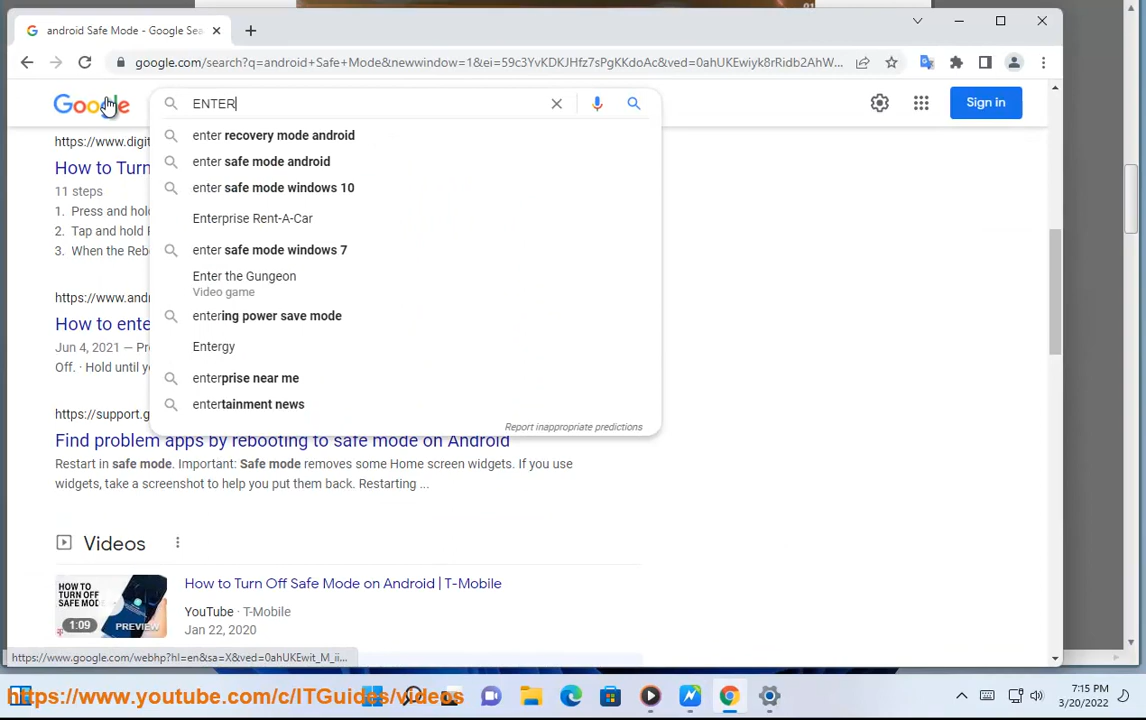 01
android Safe Mode - Google Sea
google.com/search?q=android+Safe+Mode&newwindow=1&ei=59c3YvKDKJHfz7sPgKKdoAc&ved=0ahUKEwiyk8rRidb2AhW...
Google
ENTER
Sign in
https://www.digit
How to Turn
11 steps
1. Press and hold
2. Tap and hold
3. When the Reb
enter recovery mode android
enter safe mode android
enter safe mode windows 10
Enterprise Rent-A-Car
enter safe mode windows 7
Enter the Gungeon
Video game
entering power save mode
Entergy
enterprise near me
entertainment news
Report inappropriate predictions
https://www.andr
How to ente
Jun 4, 2021 — Pr
Off. · Hold until y
https://support.g
Find problem apps by rebooting to safe mode on Android
Restart in safe mode. Important: Safe mode removes some Home screen widgets. If you use
widgets, take a screenshot to help you put them back. Restarting ...
Videos
HOW TO
TURN OFF
SAFE MODE
1:09
PREVIEW
How to Turn Off Safe Mode on Android | T-Mobile
YouTube · T-Mobile
Jan 22, 2020
https://www.google.com/webhp?hl=en&sa=X&ved=0ahUKEwit_M_ii...
https://www.youtube.com/c/ITGuides/videos
7:15 PM
3/20/2022